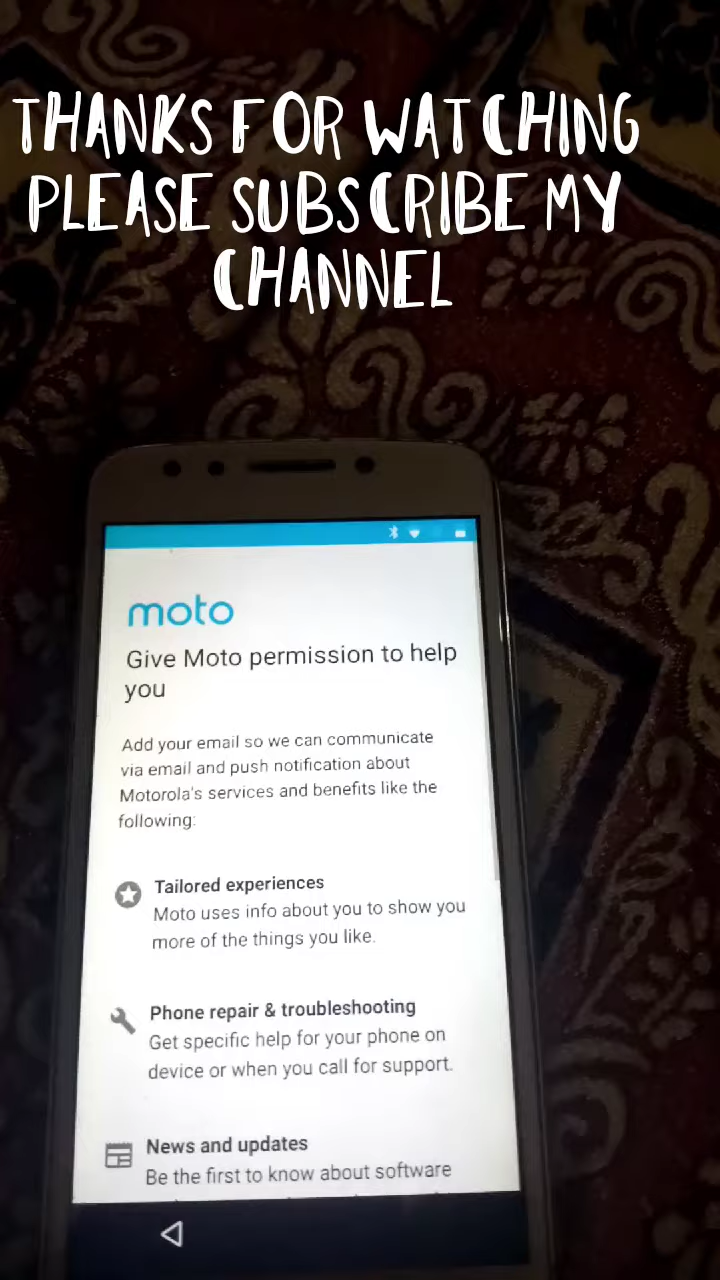 THANKS FOR WATCHING
PLEASE SUBSCRIBE MY
CHANNEL
moto
Give Moto permission to help
you
Add your email so we can communicate
via email and push notification about
Motorola's services and benefits like the
following:
Tailored experiences
Moto uses info about you to show you
more of the things you like.
Phone repair & troubleshooting
Get specific help for your phone on
device or when you call for support.
News and updates
Be the first to know about software